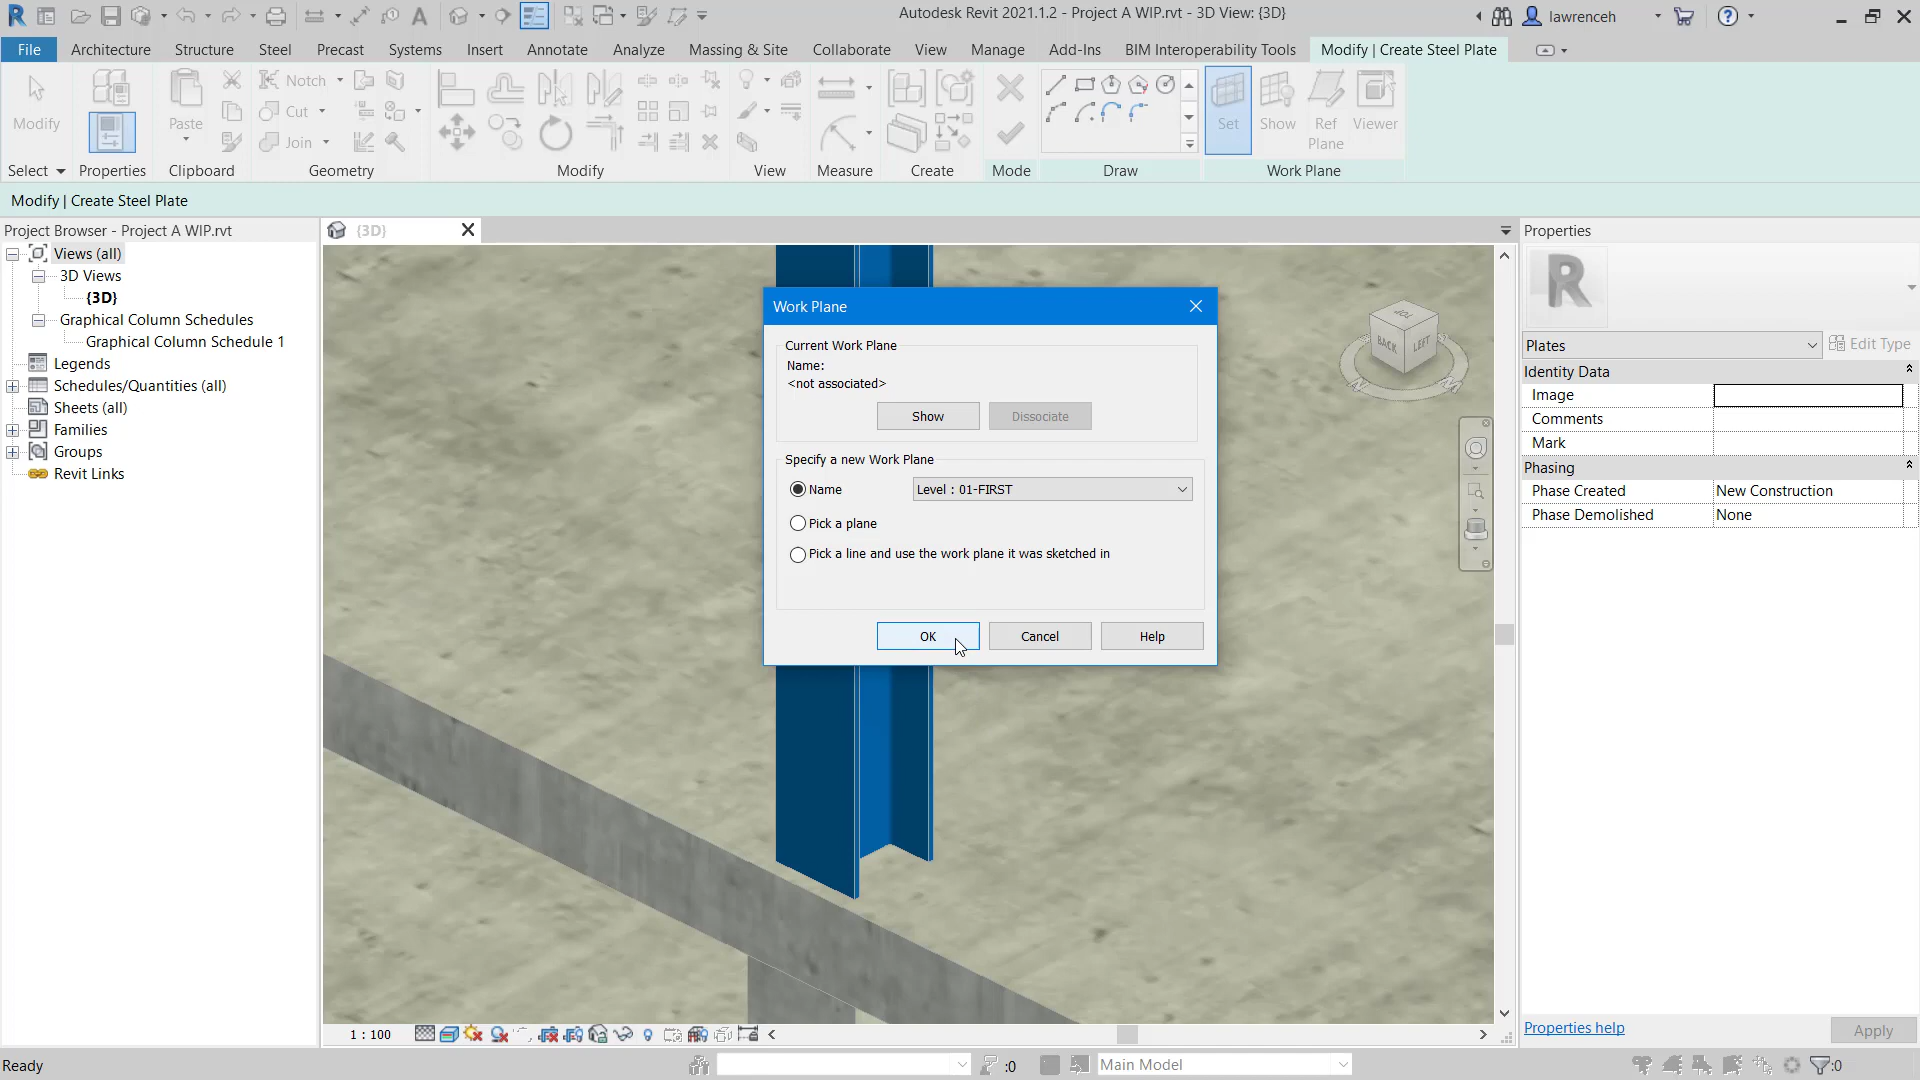 Autodesk Revit 2021.1.2 - Project A WIP.rvt - 3D View: {3D}
lawrenceh
File Architecture Structure Steel Precast Systems Insert Annotate Analyze Massing & Site Collaborate View Manage Add-Ins BIM Interoperability Tools Modify | Create Steel Plate
Modify
Paste
Notch
Cut
Join
Set
Show
Ref
Plane
Viewer
Select Properties Clipboard Geometry Modify View Measure Create Mode Draw Work Plane
Modify | Create Steel Plate
Project Browser - Project A WIP.rvt
Views (all)
3D Views
{3D}
Graphical Column Schedules
Graphical Column Schedule 1
Legends
Schedules/Quantities (all)
Sheets (all)
Families
Groups
Revit Links
{3D}
TOP
BACK
LEFT
Work Plane
Current Work Plane
Name:
<not associated>
Show
Dissociate
Specify a new Work Plane
Name
Level : 01-FIRST
Pick a plane
Pick a line and use the work plane it was sketched in
OK
Cancel
Help
Properties
Plates
Edit Type
Identity Data
Image
Comments
Mark
Phasing
Phase Created New Construction
Phase Demolished None
Properties help
Apply
1 : 100
Ready
:0
Main Model
:0